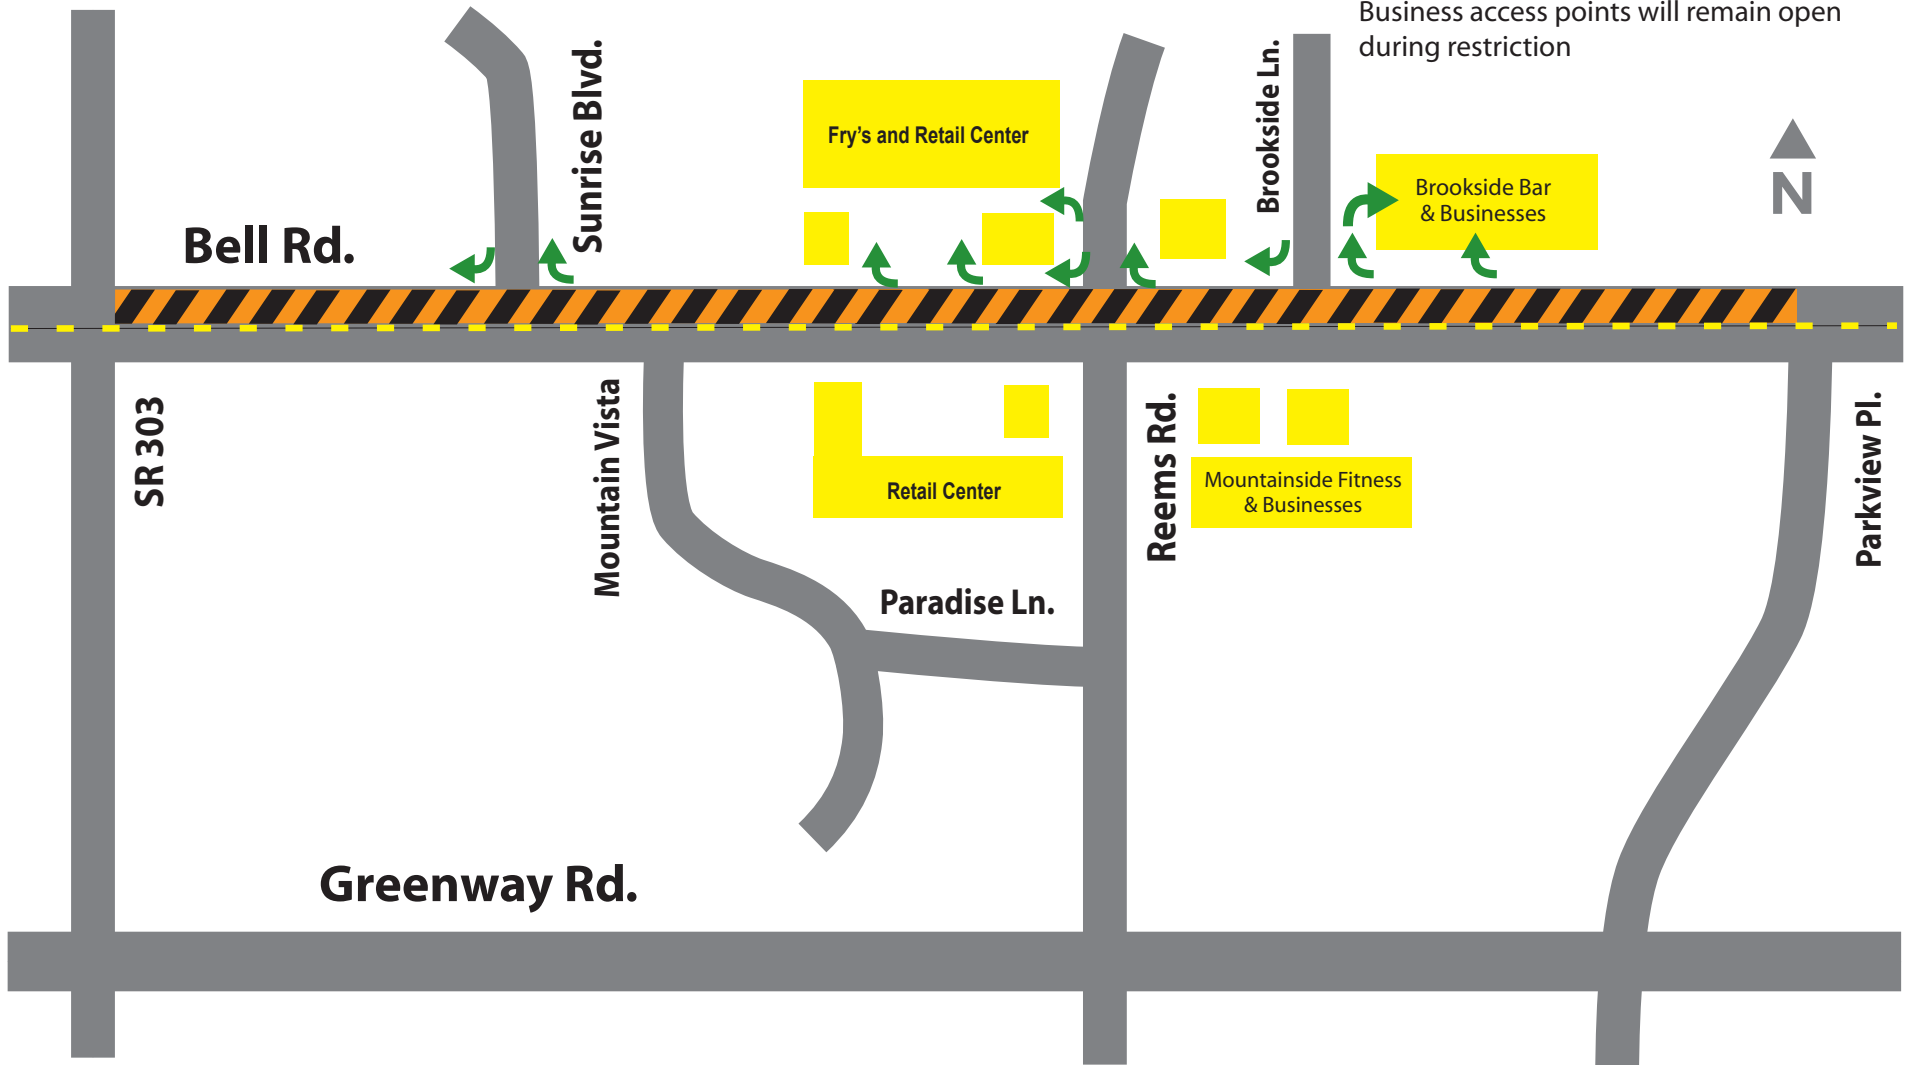 Business access points will remain open
during restriction
Sunrise Blvd.
Brookside Ln.
Fry's and Retail Center
Brookside Bar
& Businesses
N
Bell Rd.
SR 303
Mountain Vista
Retail Center
Reems Rd.
Mountainside Fitness
& Businesses
Parkview Pl.
Paradise Ln.
Greenway Rd.